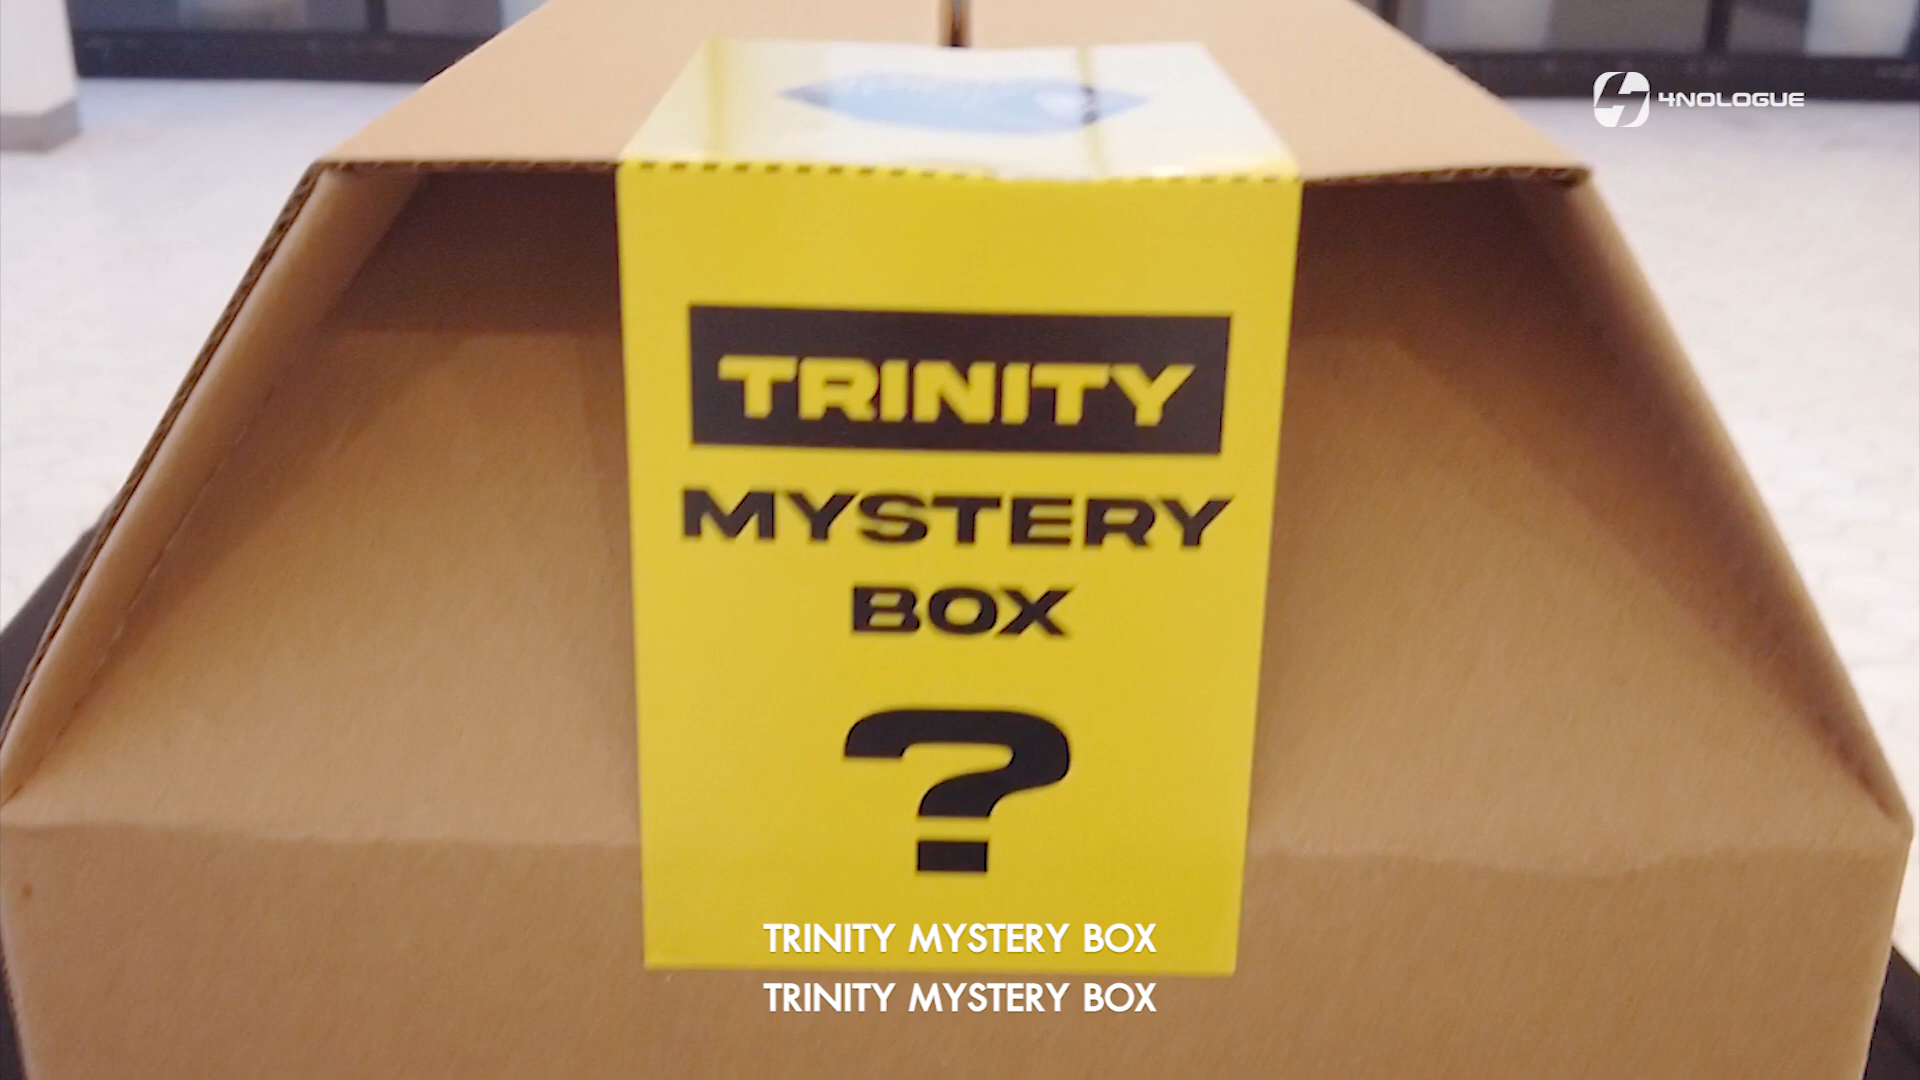 4NOLOGUE
TRINITY
MYSTERY
BOX
?
TRINITY MYSTERY BOX
TRINITY MYSTERY BOX